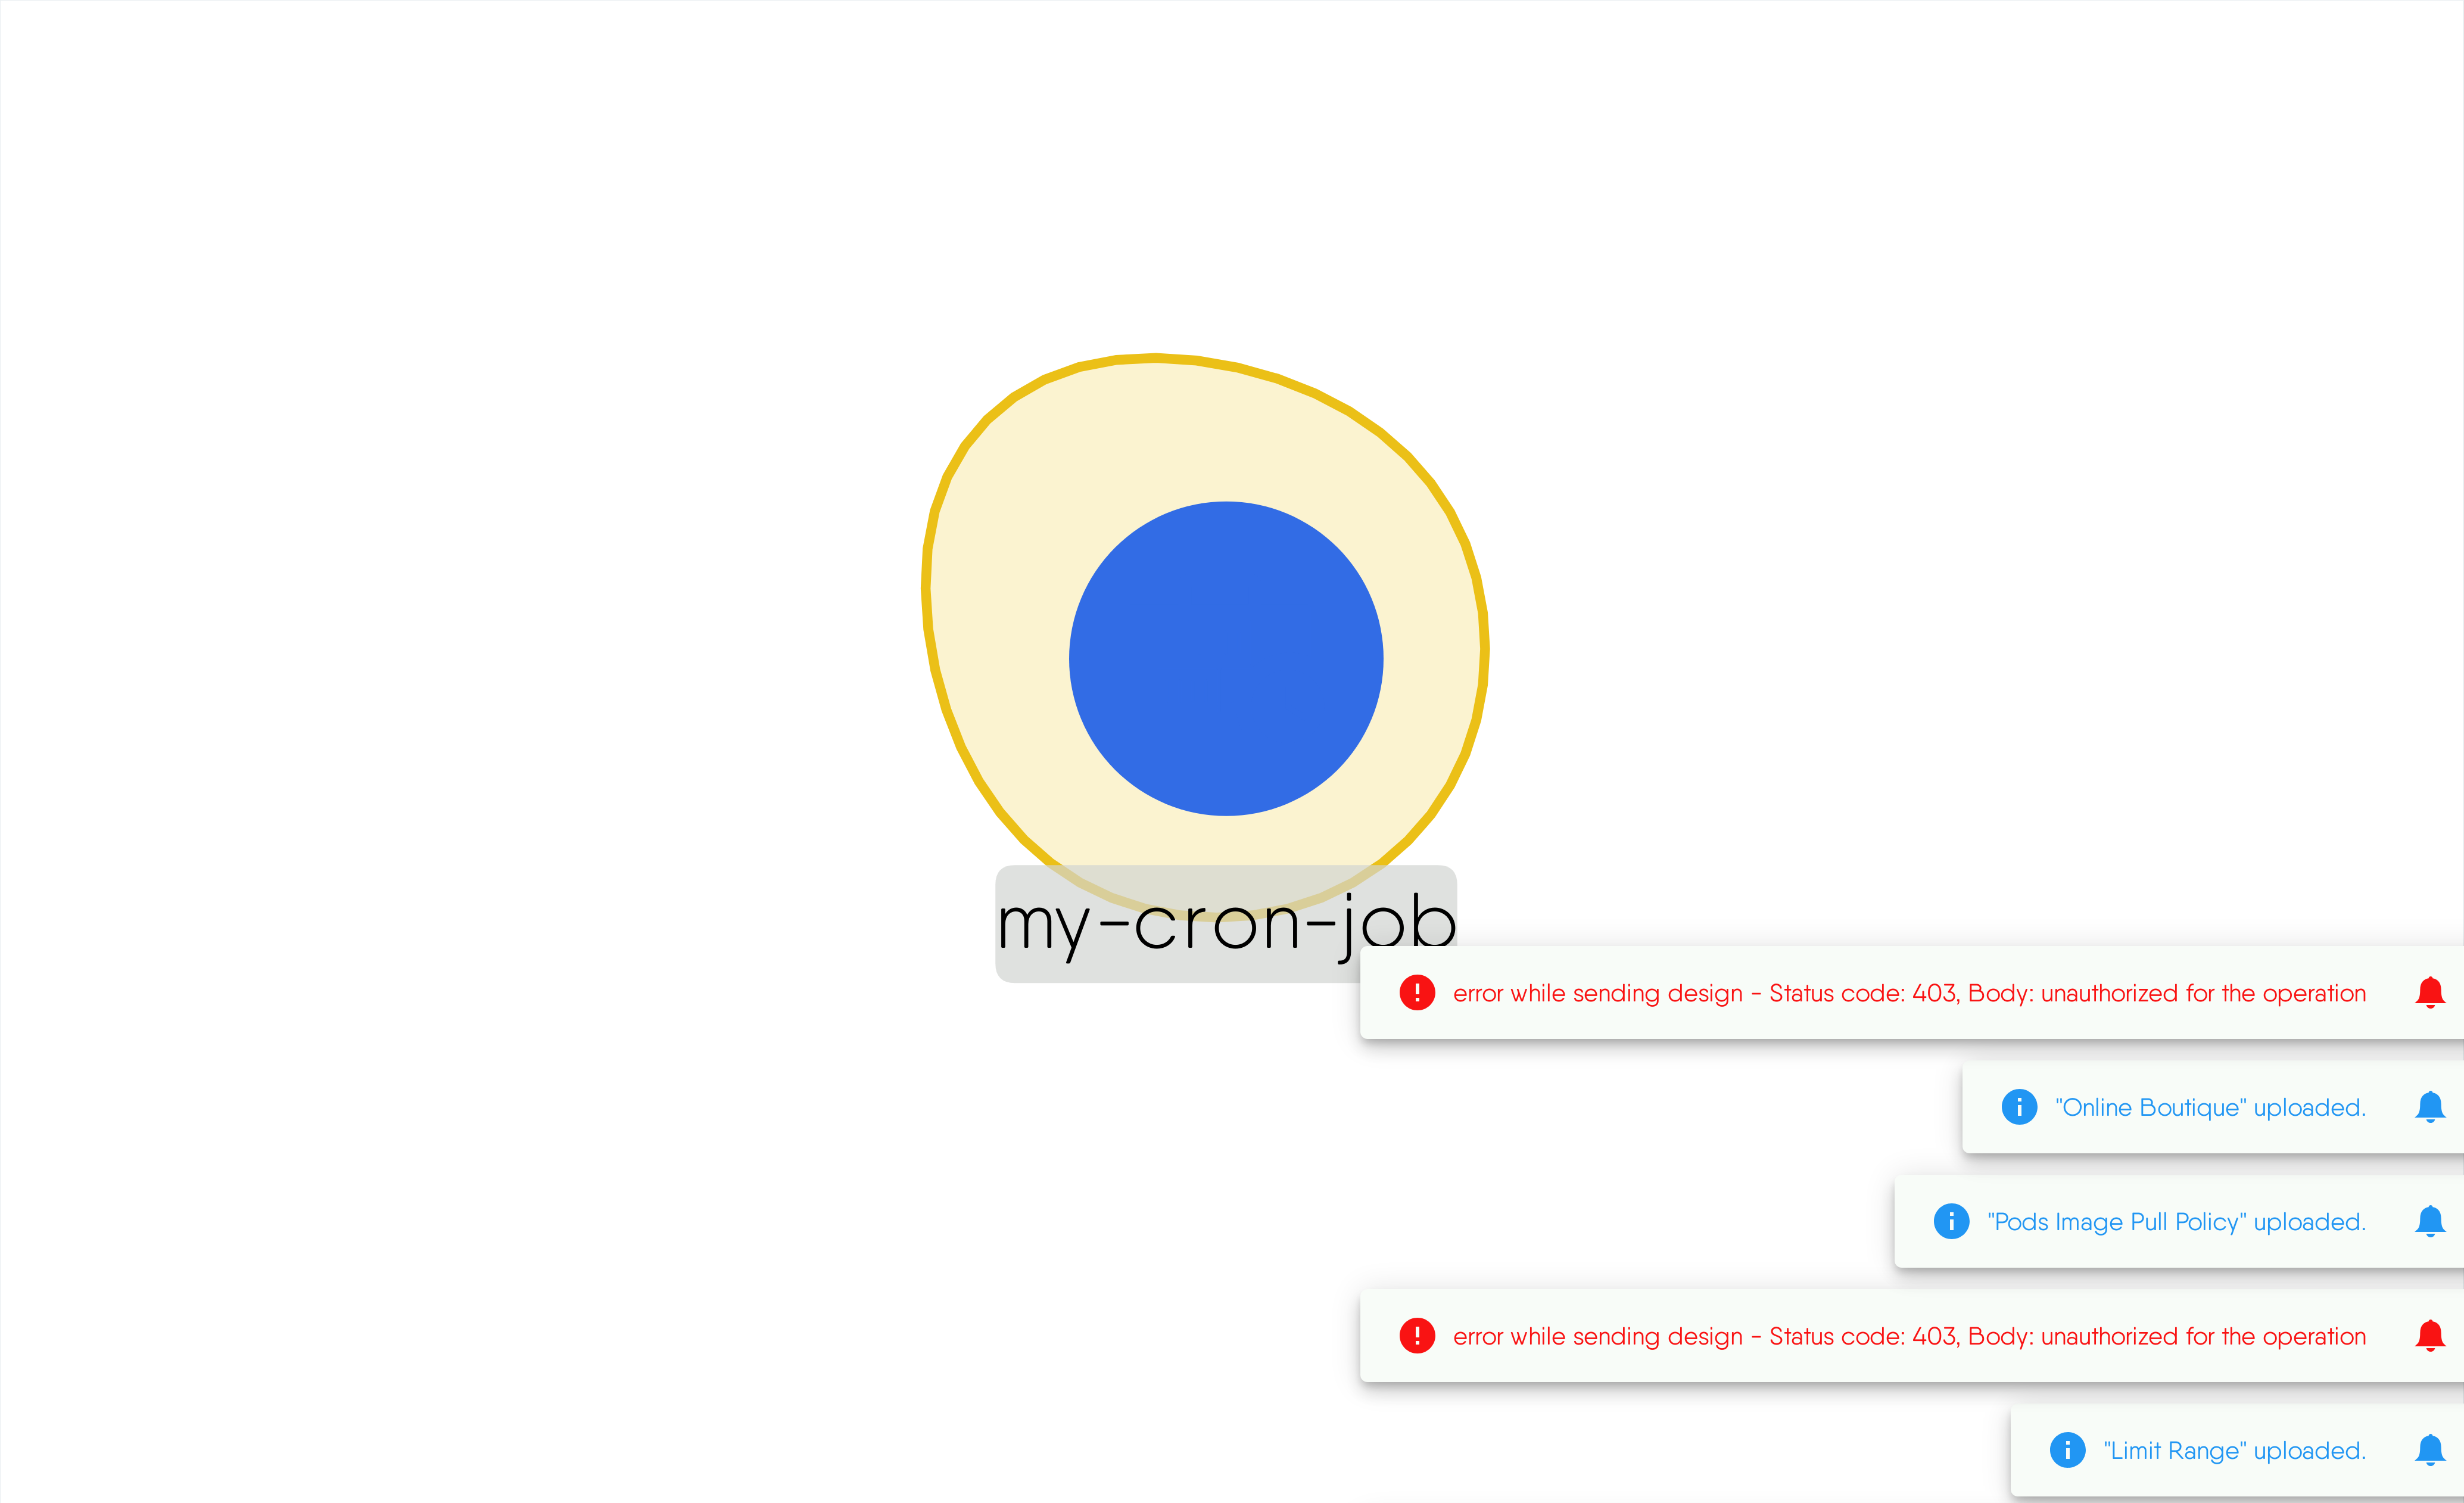 my-cron-job
error while sending design - Status code: 403, Body: unauthorized for the operation
"Online Boutique" uploaded.
"Pods Image Pull Policy" uploaded.
error while sending design - Status code: 403, Body: unauthorized for the operation
"Limit Range" uploaded.